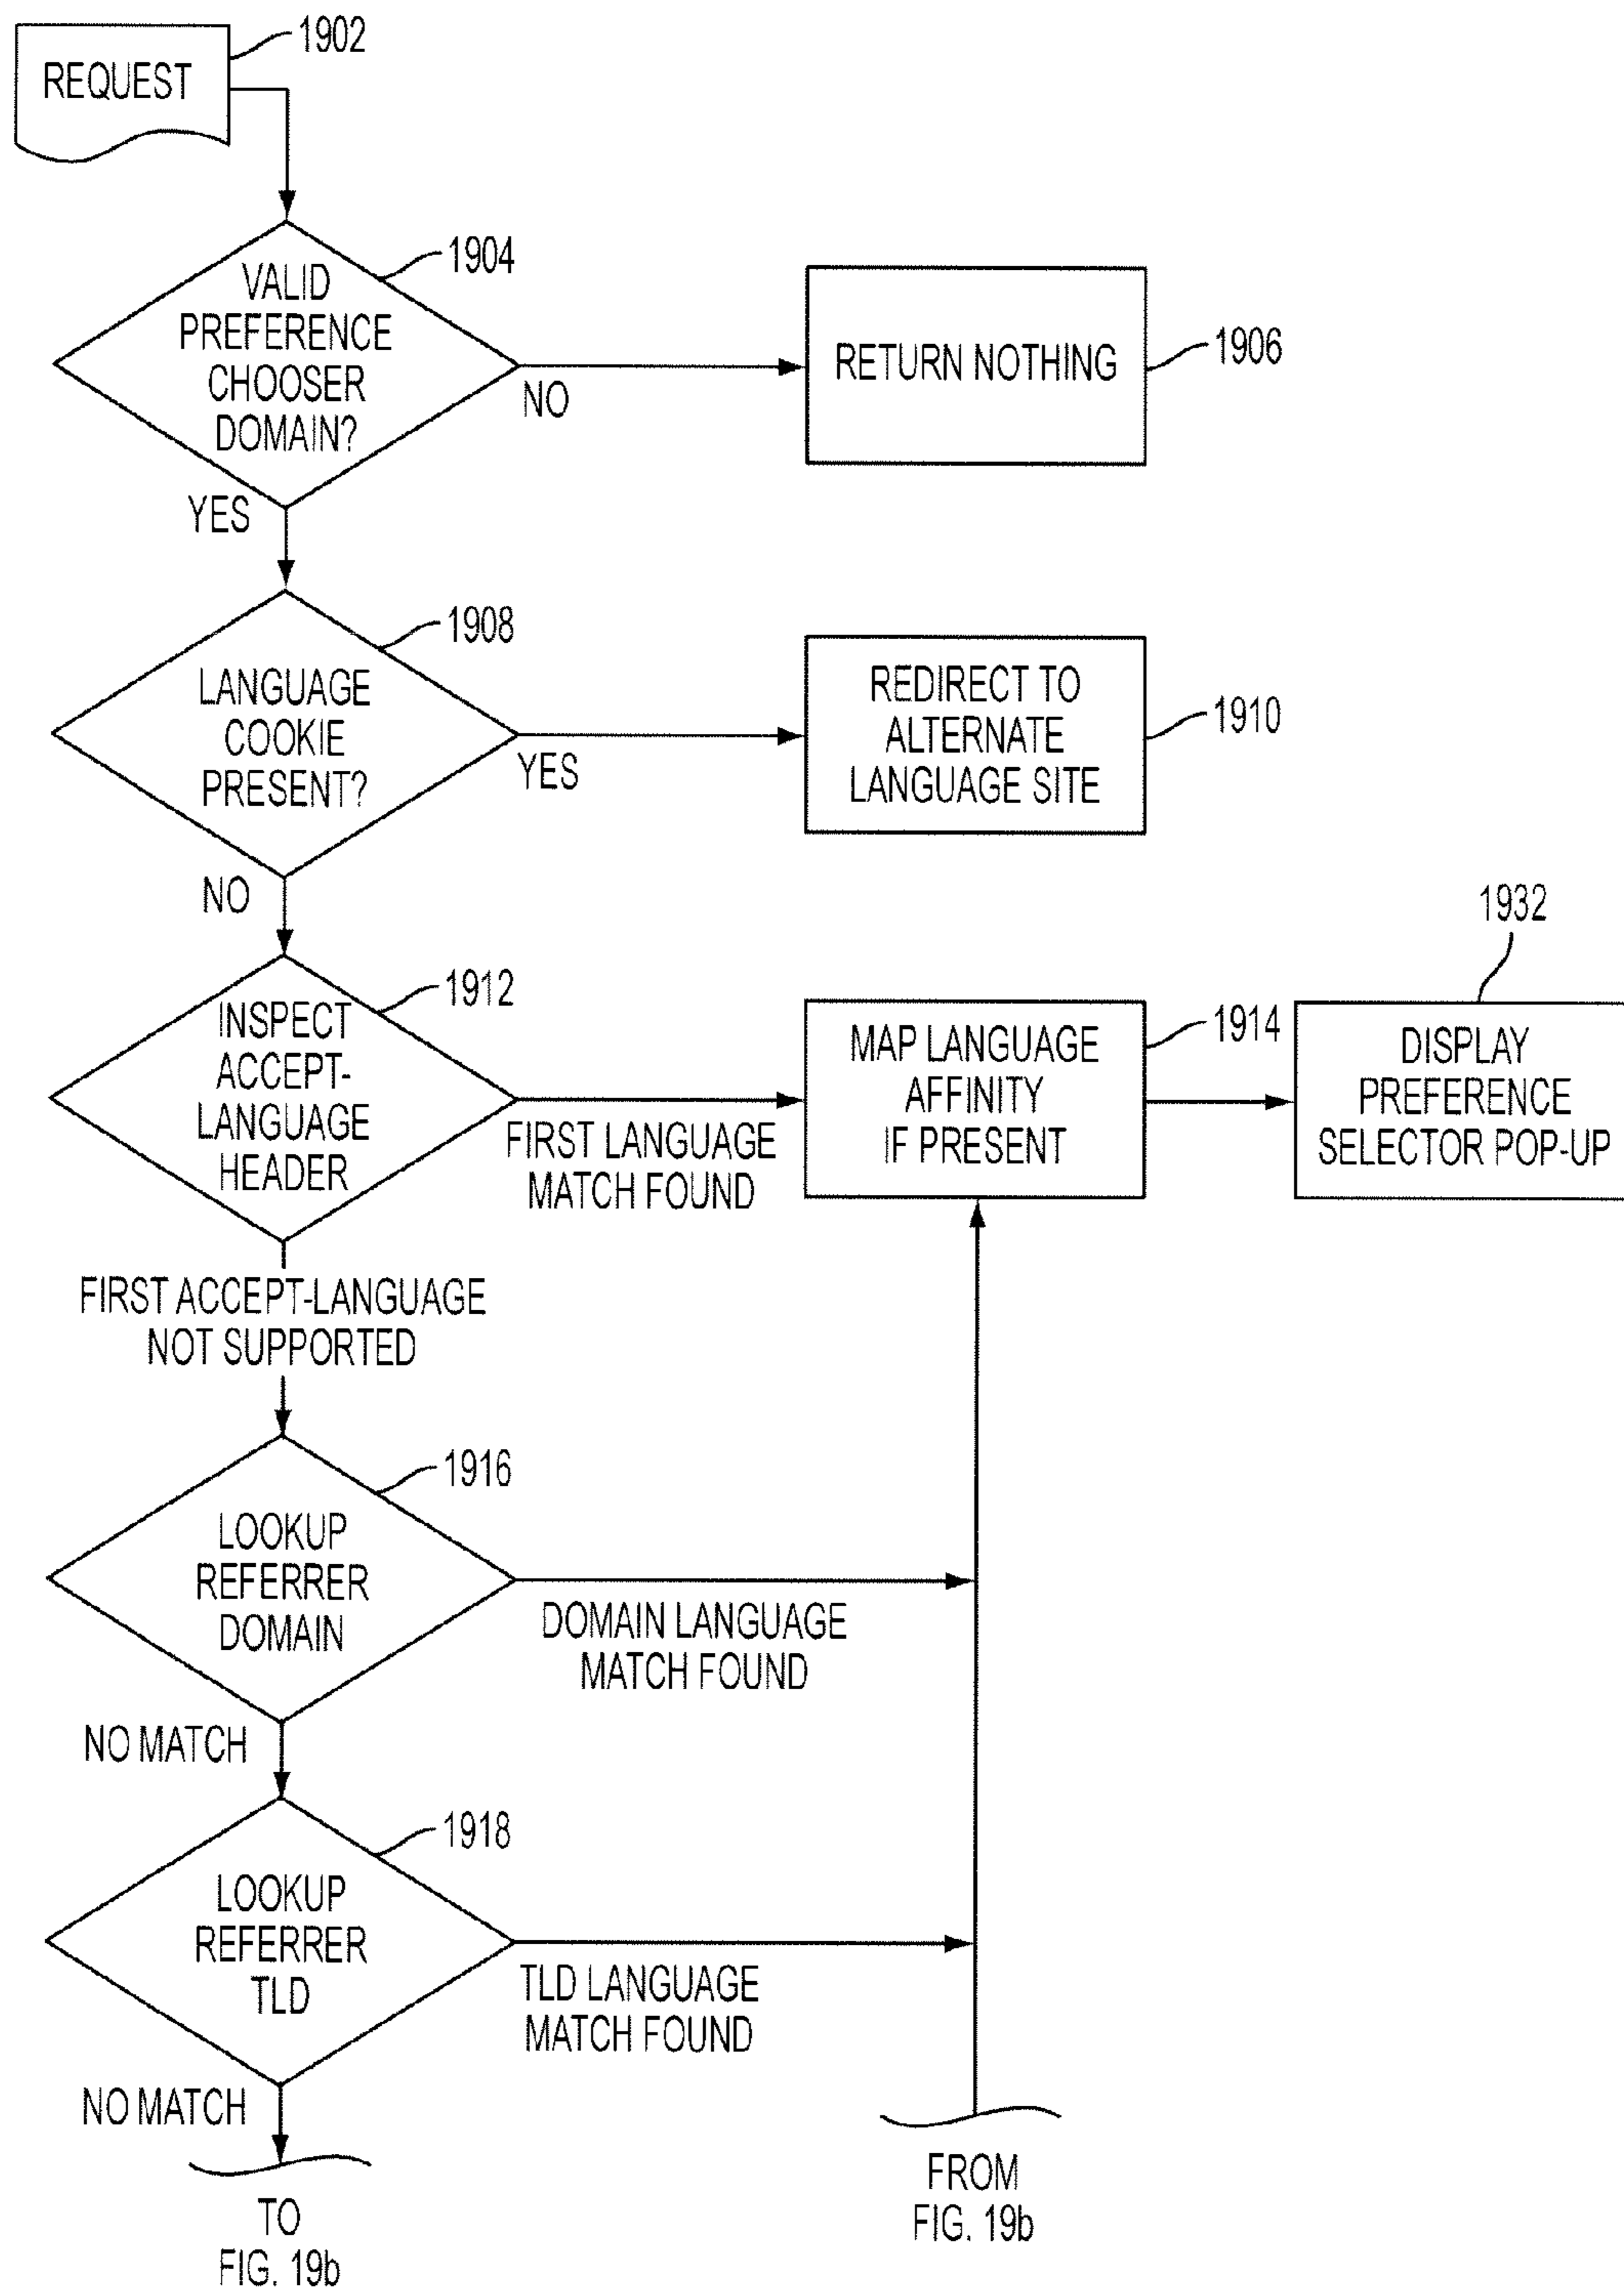 1902
REQUEST
1904
VALID
PREFERENCE
CHOOSER
DOMAIN?
NO
YES
RETURN NOTHING
1906
1908
LANGUAGE
COOKIE
PRESENT?
YES
NO
REDIRECT TO
ALTERNATE
LANGUAGE SITE
1910
1912
INSPECT
ACCEPT-
LANGUAGE
HEADER
FIRST LANGUAGE
MATCH FOUND
MAP LANGUAGE
AFFINITY
IF PRESENT
1914
1932
DISPLAY
PREFERENCE
SELECTOR POP-UP
FIRST ACCEPT-LANGUAGE
NOT SUPPORTED
1916
LOOKUP
REFERRER
DOMAIN
DOMAIN LANGUAGE
MATCH FOUND
NO MATCH
1918
LOOKUP
REFERRER
TLD
TLD LANGUAGE
MATCH FOUND
NO MATCH
TO
FIG. 19b
FROM
FIG. 19b